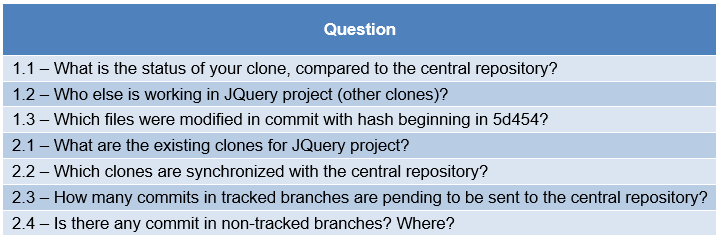 Question
1.1 – What is the status of your clone, compared to the central repository?
1.2 – Who else is working in JQuery project (other clones)?
1.3 – Which files were modified in commit with hash beginning in 5d454?
2.1 – What are the existing clones for JQuery project?
2.2 – Which clones are synchronized with the central repository?
2.3 – How many commits in tracked branches are pending to be sent to the central repository?
2.4 – Is there any commit in non-tracked branches? Where?